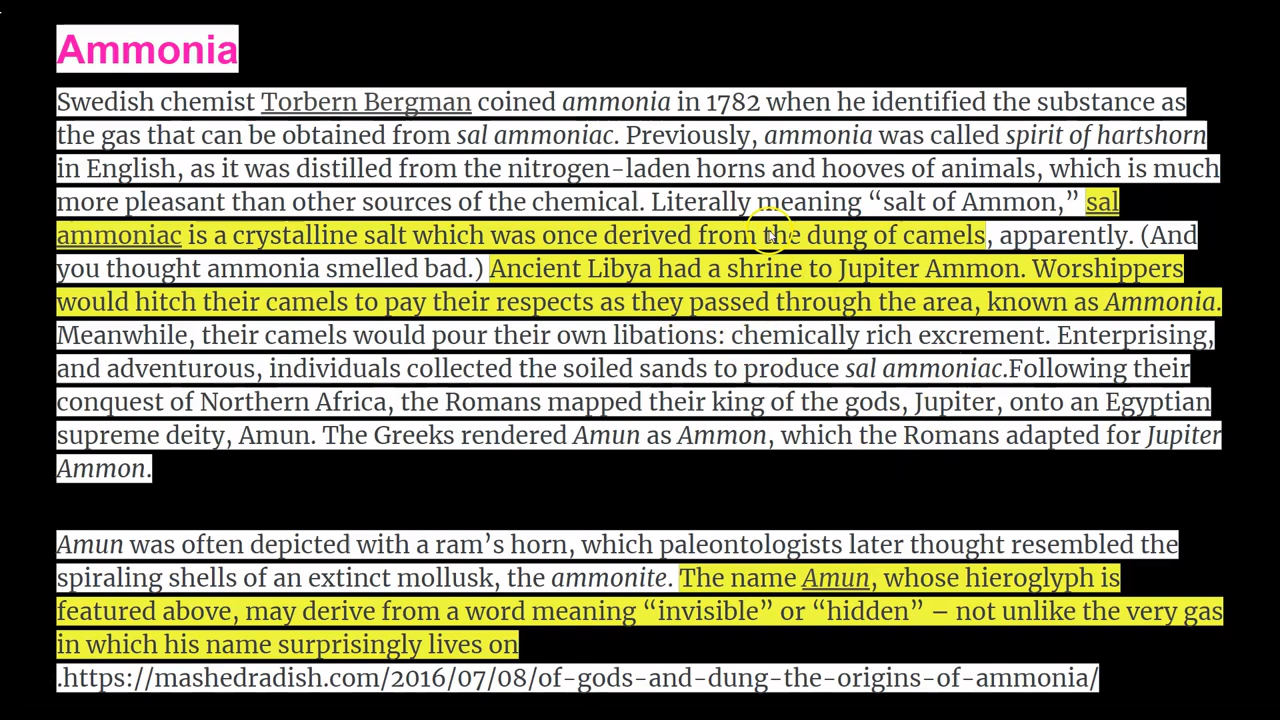 Ammonia
Swedish chemist Torbern Bergman coined ammonia in 1782 when he identified the substance as
the gas that can be obtained from sal ammoniac. Previously, ammonia was called spirit of hartshorn
in English, as it was distilled from the nitrogen-laden horns and hooves of animals, which is much
more pleasant than other sources of the chemical. Literally meaning “salt of Ammon,” sal
ammoniac is a crystalline salt which was once derived from the dung of camels, apparently. (And
you thought ammonia smelled bad.) Ancient Libya had a shrine to Jupiter Ammon. Worshippers
would hitch their camels to pay their respects as they passed through the area, known as Ammonia.
Meanwhile, their camels would pour their own libations: chemically rich excrement. Enterprising,
and adventurous, individuals collected the soiled sands to produce sal ammoniac.Following their
conquest of Northern Africa, the Romans mapped their king of the gods, Jupiter, onto an Egyptian
supreme deity, Amun. The Greeks rendered Amun as Ammon, which the Romans adapted for Jupiter
Ammon.
Amun was often depicted with a ram’s horn, which paleontologists later thought resembled the
spiraling shells of an extinct mollusk, the ammonite. The name Amun, whose hieroglyph is
featured above, may derive from a word meaning “invisible” or “hidden” – not unlike the very gas
in which his name surprisingly lives on
.https://mashedradish.com/2016/07/08/of-gods-and-dung-the-origins-of-ammonia/